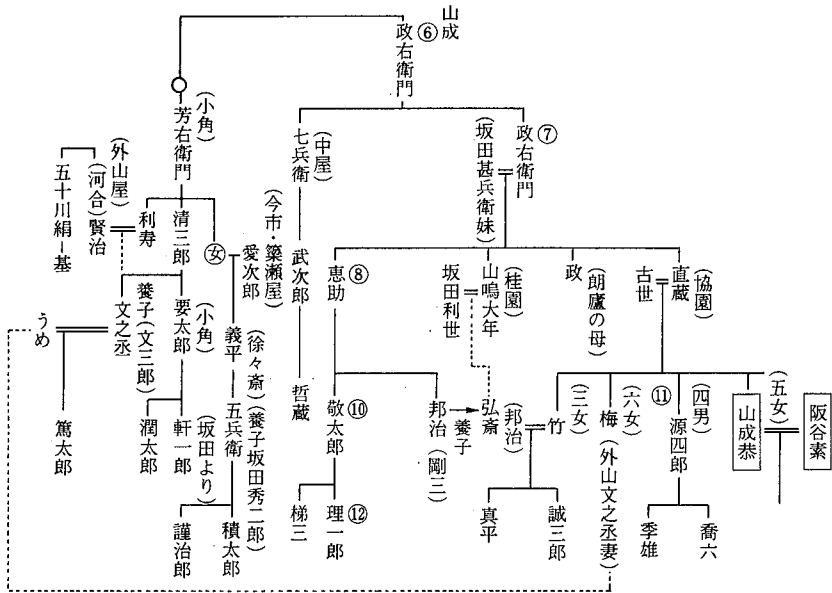 山成
⑥
政右衛門
⑦
政右衛門
(坂田甚兵衛妹)
(中屋)
七兵衛
(小角)
芳右衛門
(外山屋)
(河合)賢治
五十川絹-基
利寿
清三郎
女
愛次郎
(今市・簗瀬屋)
武次郎
⑧
恵助
山鳴大年
(桂園)
坂田利世
政
(朗廬の母)
直蔵
(協園)
古世
阪谷素
(五女)
山成恭
(四男)
⑪
源四郎
(六女)
梅
(外山文之丞妻)
(三女)
竹
(邦治)
弘斎
養子
邦治(剛三)
⑩
敬太郎
哲蔵
義平
(徐々斎)
五兵衛
(養子坂田秀二郎)
(小角)
要太郎
養子(文三郎)
文之丞
うめ
喬六
季雄
誠三郎
真平
⑫
理一郎
梯三
積太郎
謹治郎
(坂田より)
軒一郎
潤太郎
篤太郎